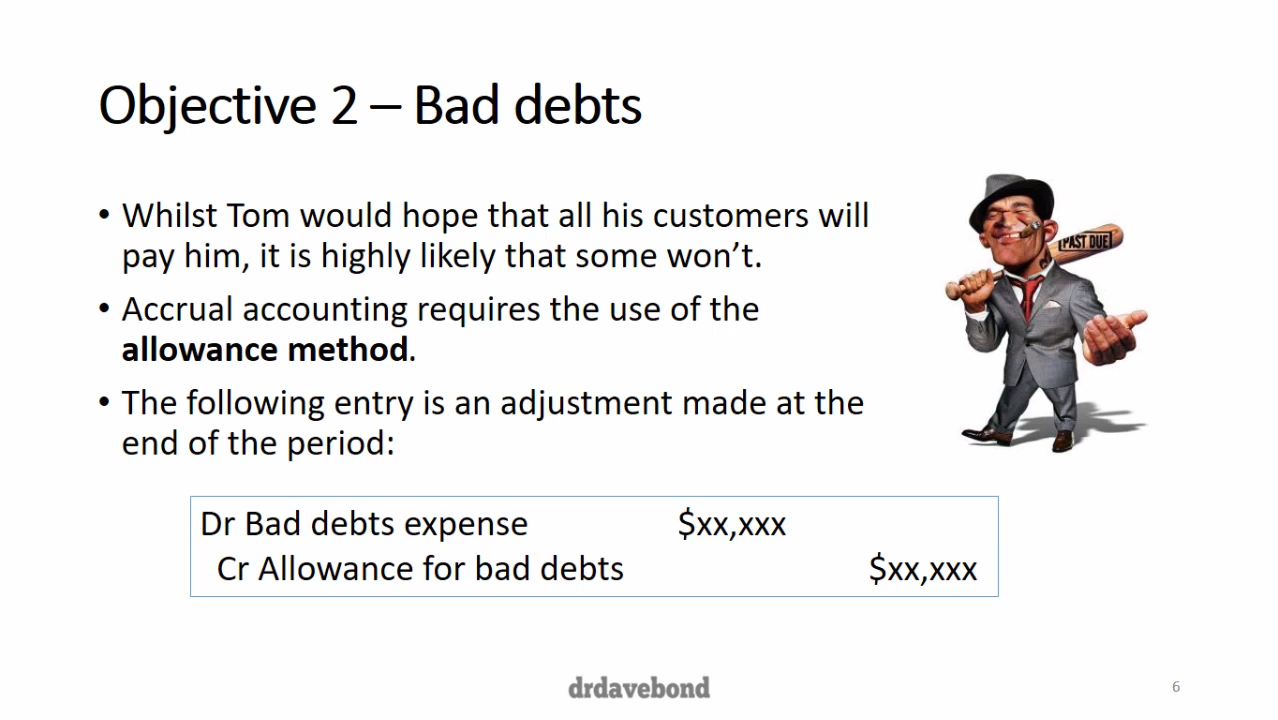 Objective 2 – Bad debts
• Whilst Tom would hope that all his customers will
pay him, it is highly likely that some won’t.
PAST DUE
• Accrual accounting requires the use of the
allowance method.
• The following entry is an adjustment made at the
end of the period:
Dr Bad debts expense $xx,xxx
Cr Allowance for bad debts $xx,xxx
drdavebond
6